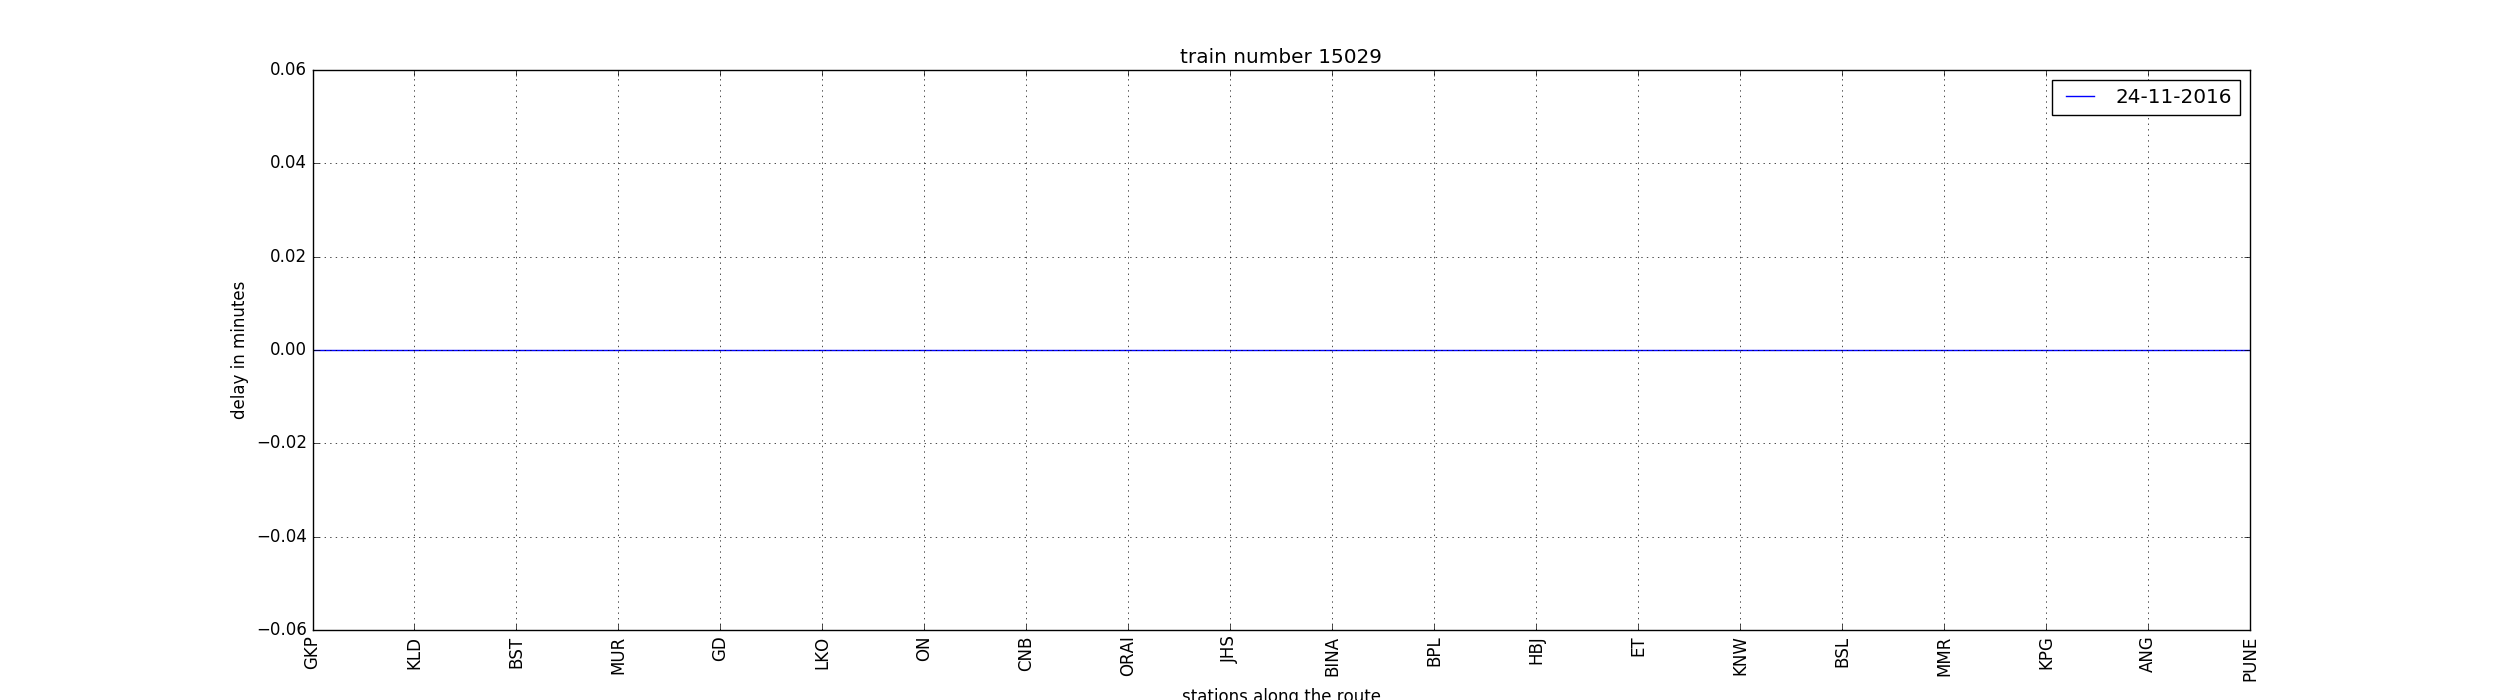 train number 15029
24-11-2016
0.06
0.04
0.02
0.00
−0.02
−0.04
−0.06
delay in minutes
GKP
KLD
BST
MUR
GD
LKO
ON
CNB
ORAI
JHS
BINA
BPL
HBJ
ET
KNW
BSL
MMR
KPG
ANG
PUNE
stations along the route